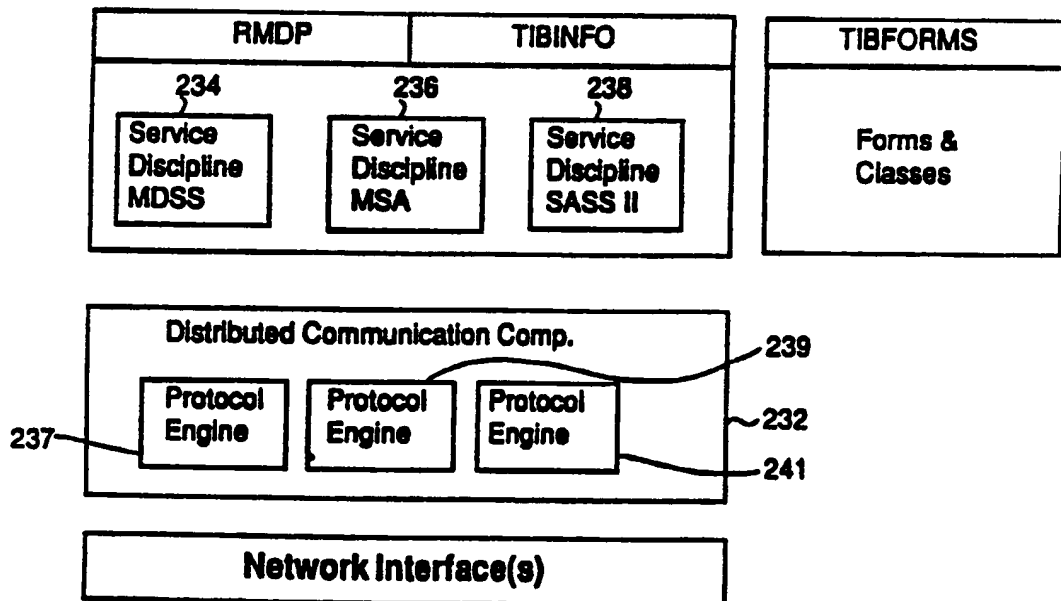 RMDP TIBINFO TIBFORMS
234 236 238
Service
Discipline
MDSS
Service
Discipline
MSA
Service
Discipline
SASS II
Forms &
Classes
Distributed Communication Comp.
239
Protocol
Engine
Protocol
Engine
Protocol
Engine
237
232
241
Network Interface(s)